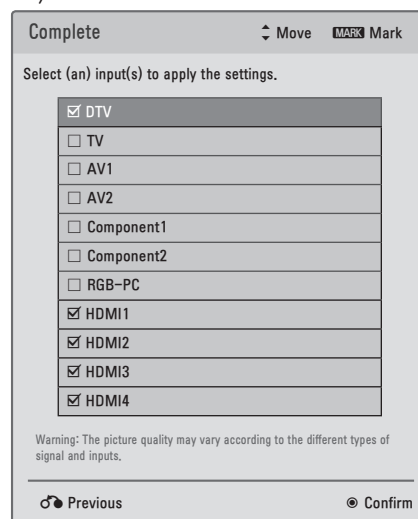 Complete
Move
MARK Mark
Select (an) input(s) to apply the settings.
DTV
TV
AV1
AV2
Component1
Component2
RGB-PC
HDMI1
HDMI2
HDMI3
HDMI4
Warning: The picture quality may vary according to the different types of
signal and inputs.
Previous
Confirm